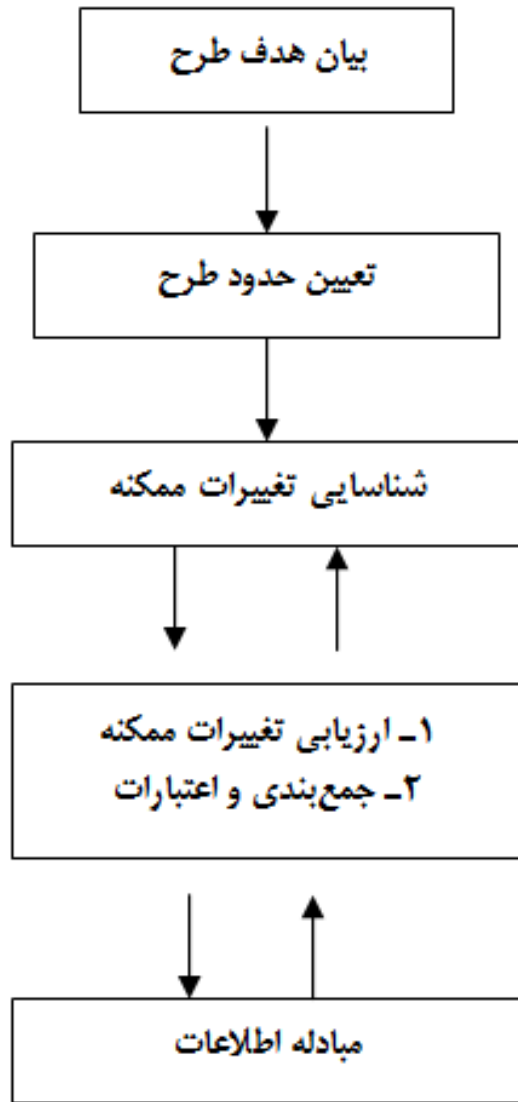 بیان هدف طرح
تعیین حدود طرح
شناسایی تغییرات ممکنه
۱ـ ارزیابی تغییرات ممکنه
۲ـ جمع‌بندی و اعتبارات
مبادله اطلاعات